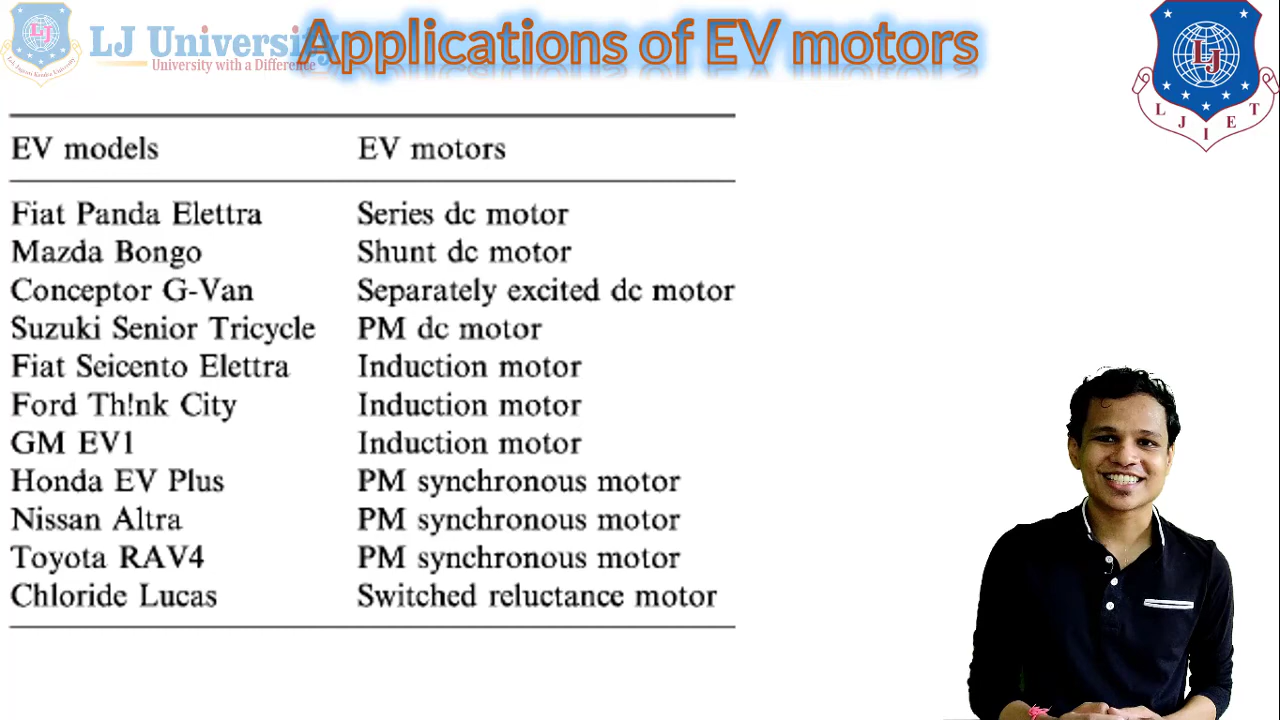 LJ University
University with a Difference
Applications of EV motors
LJ
L J I E T
EV models EV motors
Fiat Panda Elettra Series dc motor
Mazda Bongo Shunt dc motor
Conceptor G-Van Separately excited dc motor
Suzuki Senior Tricycle PM dc motor
Fiat Seicento Elettra Induction motor
Ford Th!nk City Induction motor
GM EV1 Induction motor
Honda EV Plus PM synchronous motor
Nissan Altra PM synchronous motor
Toyota RAV4 PM synchronous motor
Chloride Lucas Switched reluctance motor